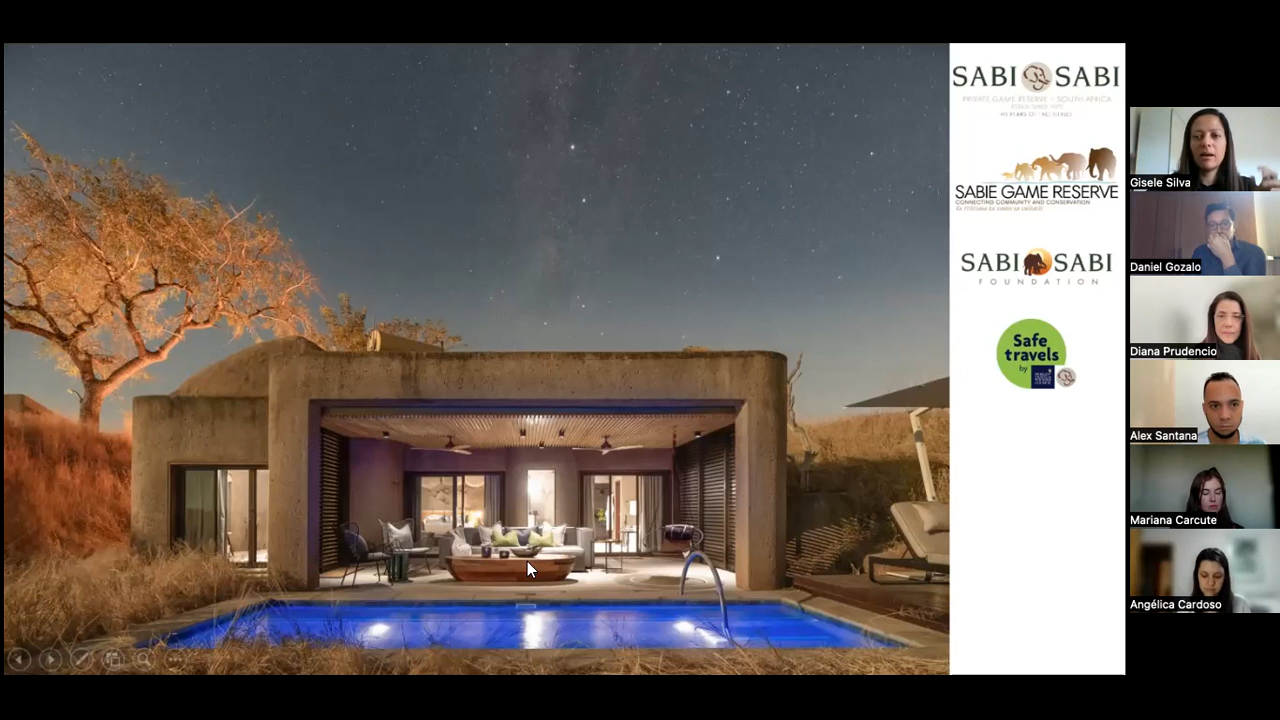 SABI SABI
PRIVATE GAME RESERVE – SOUTH AFRICA
SABIE GAME RESERVE
CONNECTING COMMUNITY AND CONSERVATION
SABI SABI
FOUNDATION
Safe
travels
by
Gisele Silva
Daniel Gozalo
Diana Prudencio
Alex Santana
Mariana Carcute
Angélica Cardoso